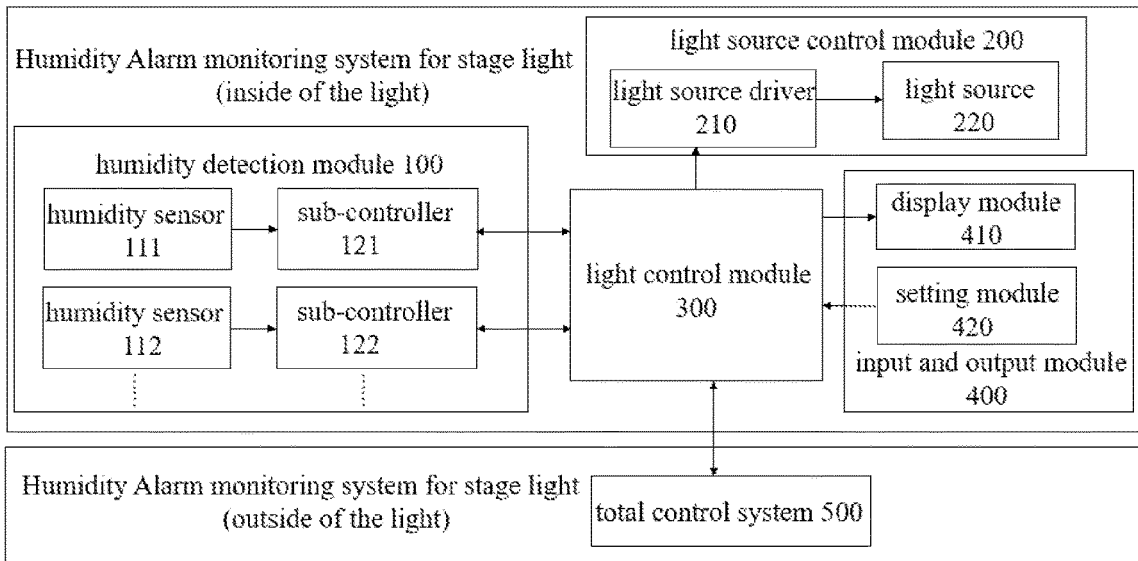 Humidity Alarm monitoring system for stage light
(inside of the light)
light source control module 200
light source driver
210
light source
220
humidity detection module 100
humidity sensor
111
sub-controller
121
humidity sensor
112
sub-controller
122
light control module
300
display module
410
setting module
420
input and output module
400
Humidity Alarm monitoring system for stage light
(outside of the light)
total control system 500